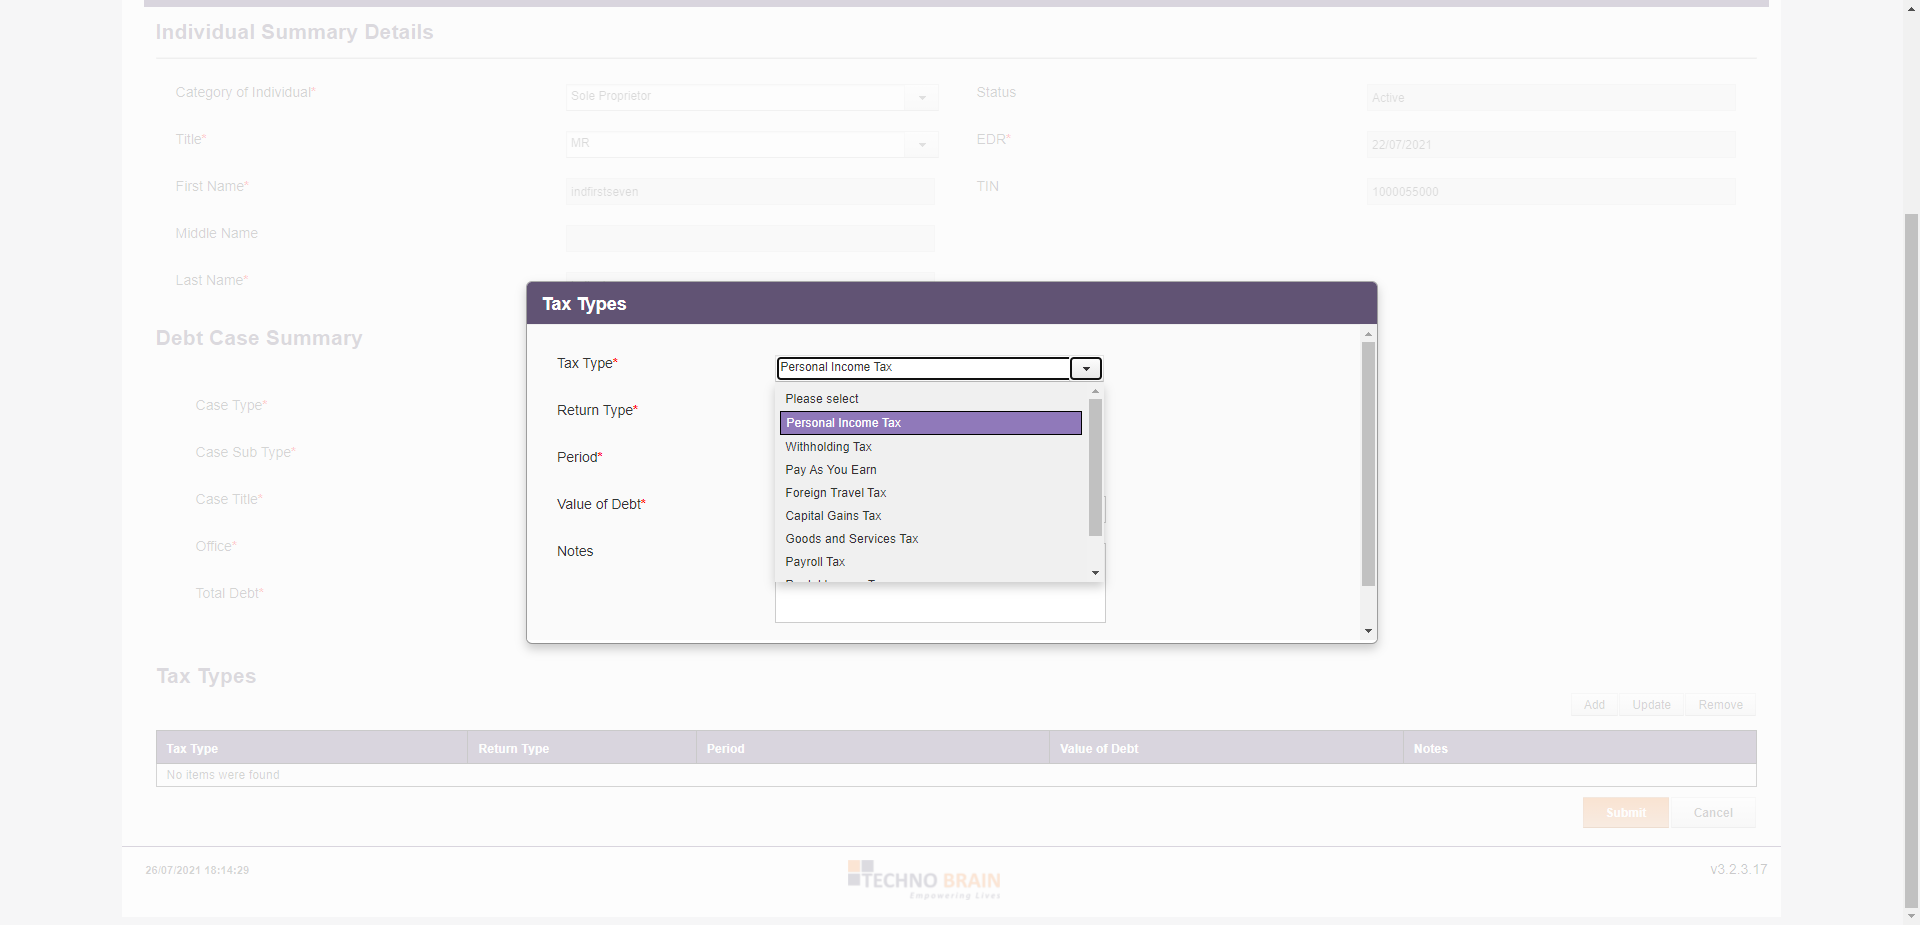 Individual Summary Details
Category of Individual* Sole Proprietor Status Active
Title* MR EDR* 22/07/2021
First Name* indfirstseven TIN 1000055000
Middle Name
Last Name*
Tax Types
Tax Type* Personal Income Tax
Please select
Return Type*
Personal Income Tax
Withholding Tax
Period*
Pay As You Earn
Foreign Travel Tax
Value of Debt*
Capital Gains Tax
Goods and Services Tax
Notes
Payroll Tax
Debt Case Summary
Case Type*
Case Sub Type*
Case Title*
Office*
Total Debt*
Tax Types
Add Update Remove
Tax Type Return Type Period Value of Debt Notes
No items were found
Submit Cancel
26/07/2021 18:14:29
TECHNO BRAIN
Empowering Lives
v3.2.3.17